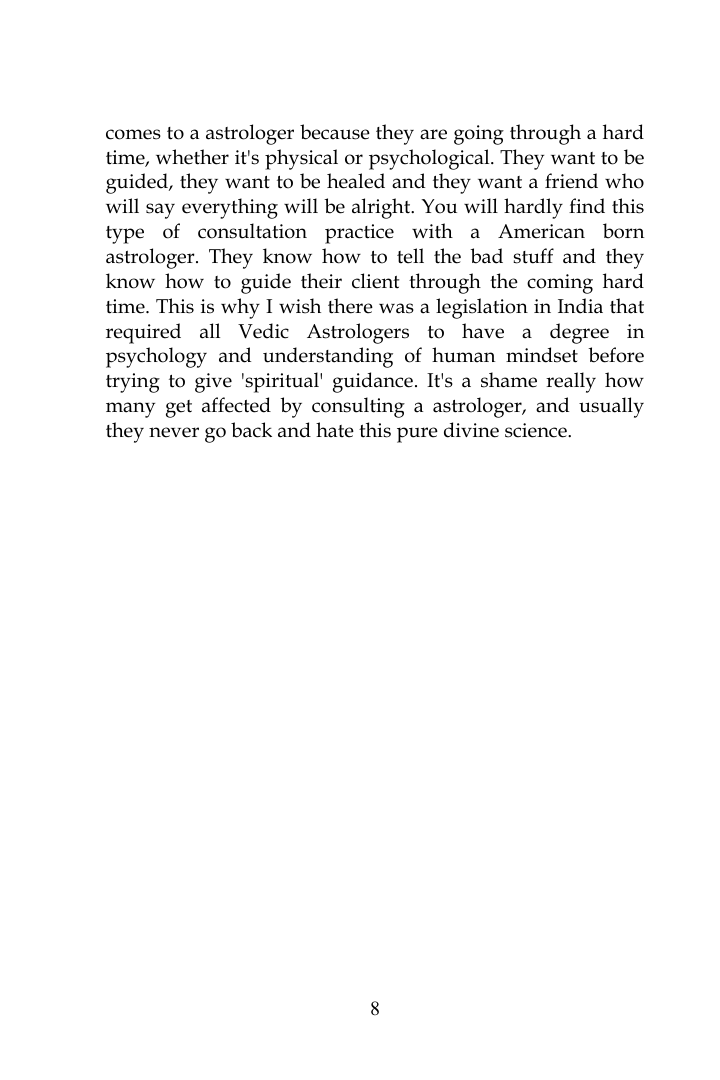 comes to a astrologer because they are going through a hard
time, whether it's physical or psychological. They want to be
guided, they want to be healed and they want a friend who
will say everything will be alright. You will hardly find this
type of consultation practice with a American born
astrologer. They know how to tell the bad stuff and they
know how to guide their client through the coming hard
time. This is why I wish there was a legislation in India that
required all Vedic Astrologers to have a degree in
psychology and understanding of human mindset before
trying to give 'spiritual' guidance. It's a shame really how
many get affected by consulting a astrologer, and usually
they never go back and hate this pure divine science.
8